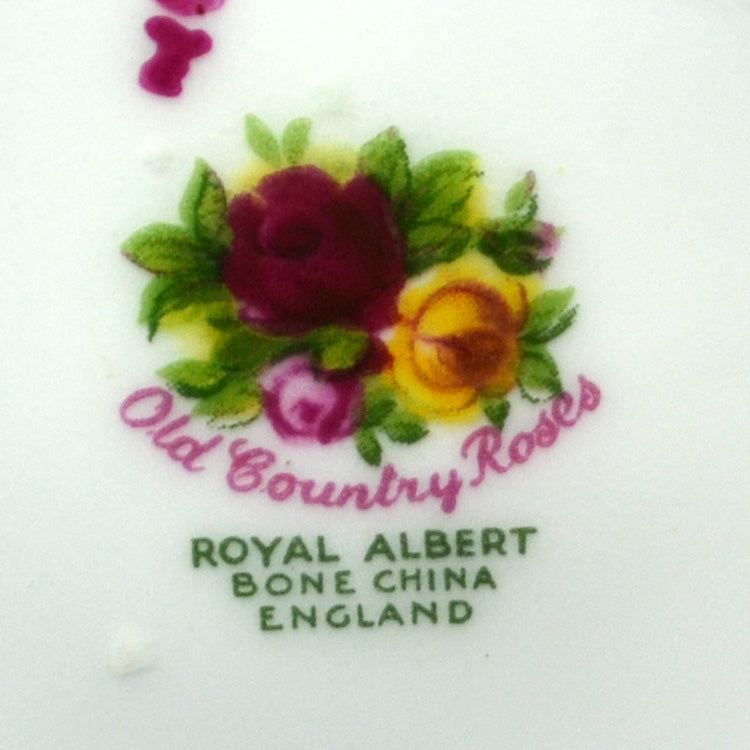 Old Country Roses
ROYAL ALBERT
BONE CHINA
ENGLAND